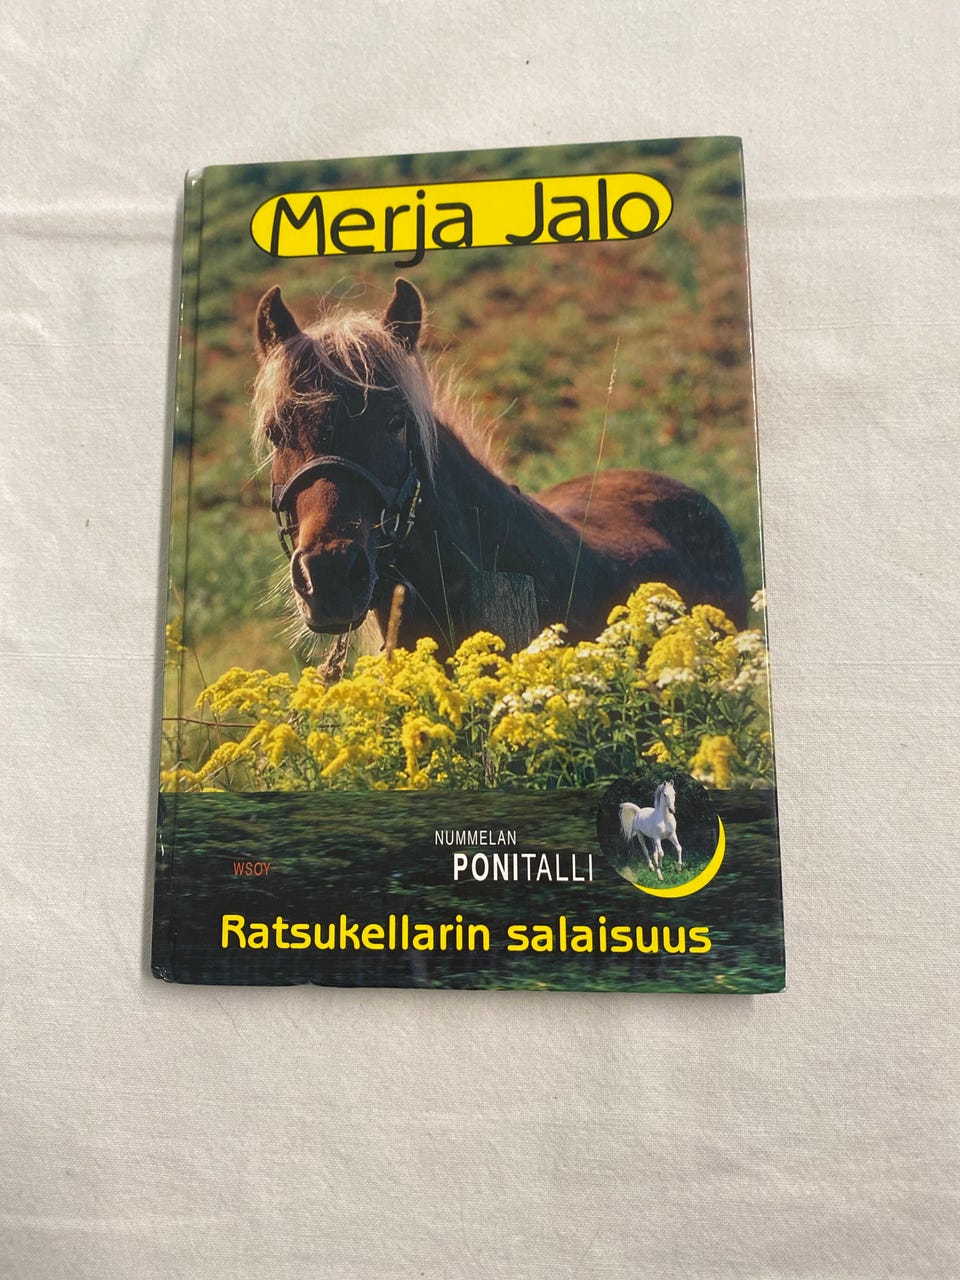 Merja Jalo
NUMMELAN
PONITALLI
WSOY
Ratsukellarin salaisuus